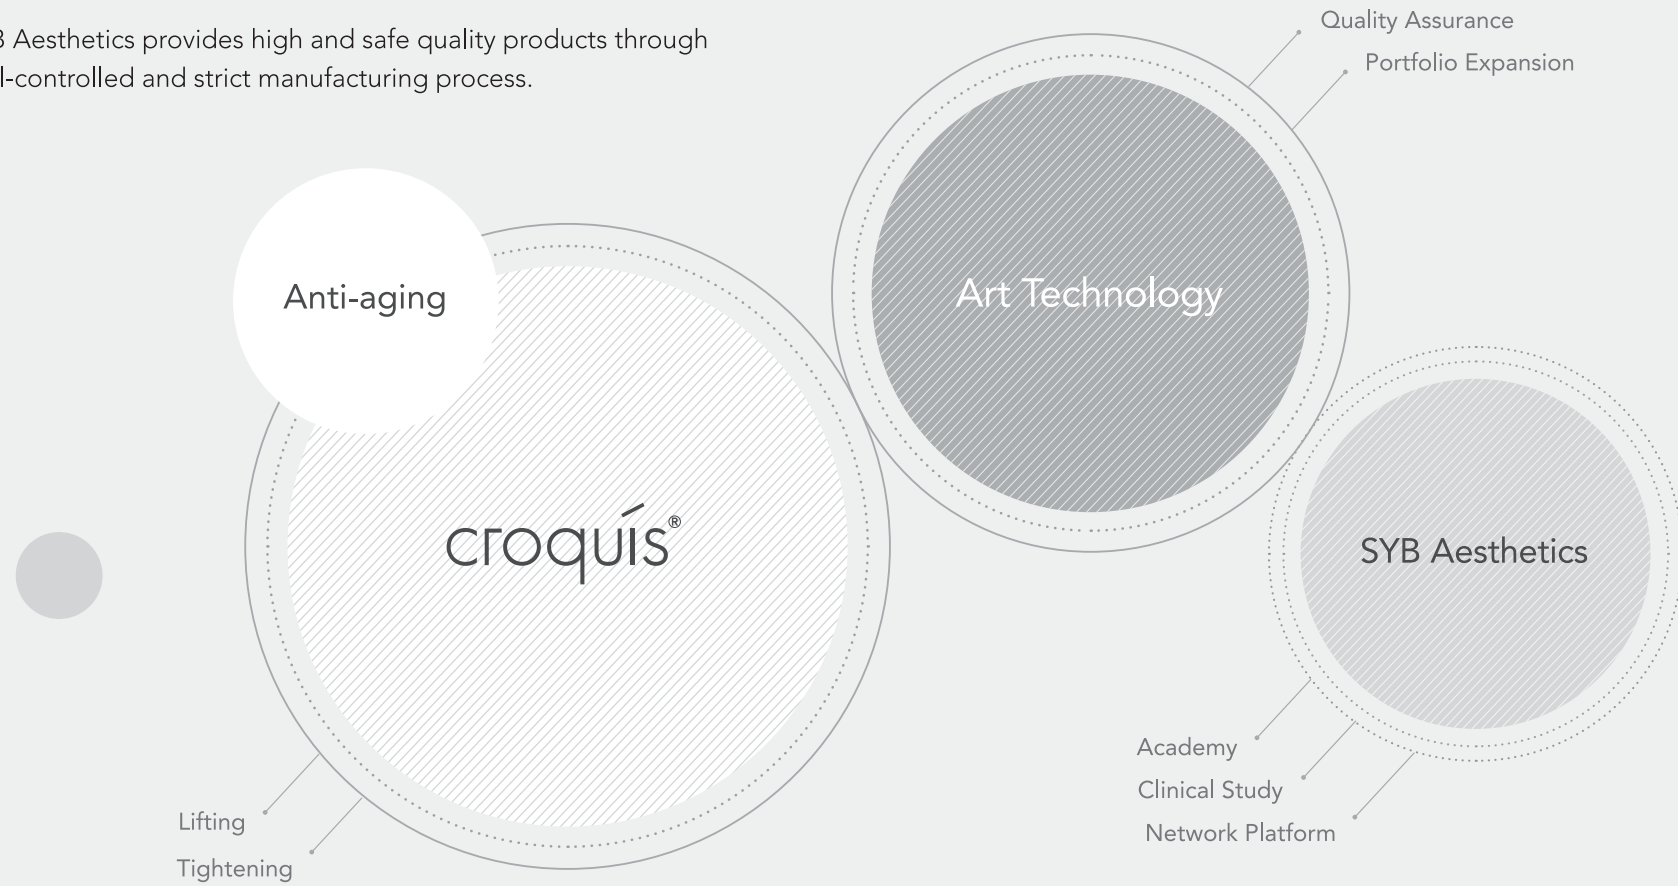 Aesthetics provides high and safe quality products through
-controlled and strict manufacturing process.
Quality Assurance
Portfolio Expansion
Anti-aging
Art Technology
croquís®
SYB Aesthetics
Academy
Clinical Study
Network Platform
Lifting
Tightening